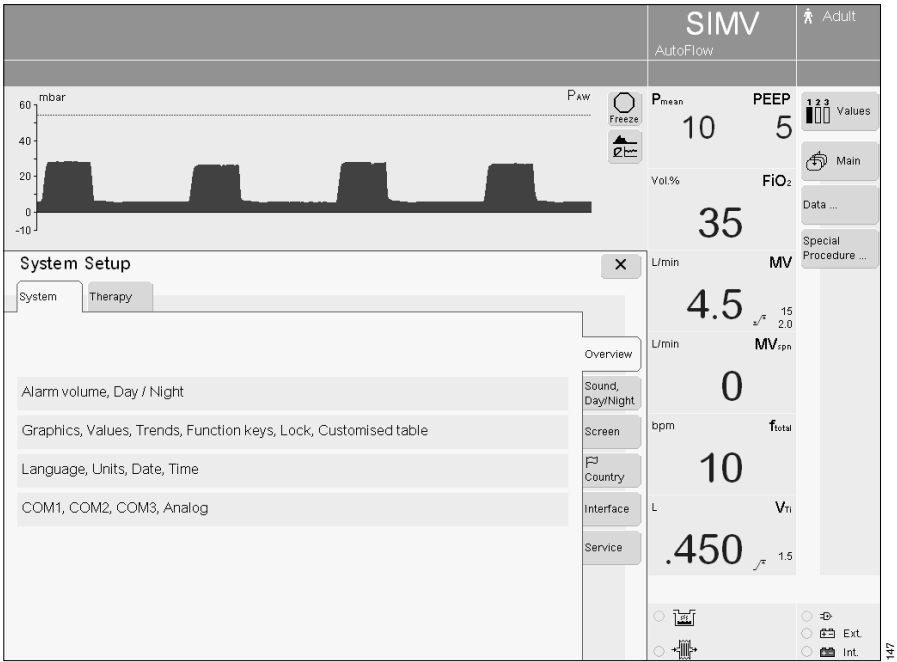 SIMV
AutoFlow
Adult
mbar
PAW
60
40
20
0
-10
Freeze
Pmean PEEP
10 5
1 2 3
Values
Main
Data ...
Special
Procedure ...
Vol.% FiO2
35
L/min MV
4.5
15
2.0
L/min MVspn
0
bpm ftotal
10
L VTi
.450
1.5
System Setup
System
Therapy
Overview
Sound,
Day/Night
Screen
Country
Interface
Service
Alarm volume, Day / Night
Graphics, Values, Trends, Function keys, Lock, Customised table
Language, Units, Date, Time
COM1, COM2, COM3, Analog
Ext.
Int.
147